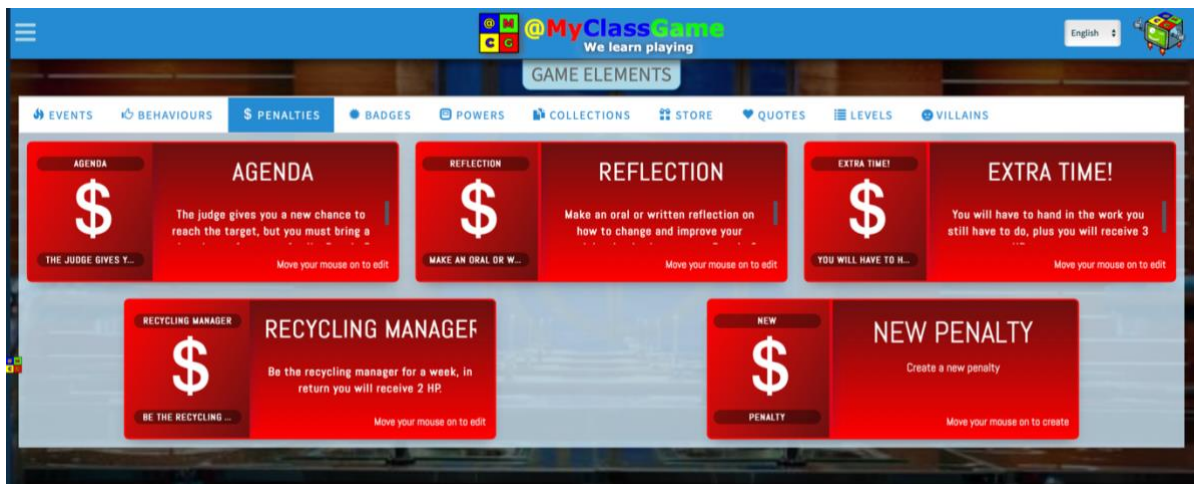 @ M
C G
@MyClassGame
We learn playing
English
GAME ELEMENTS
EVENTS
BEHAVIOURS
$ PENALTIES
BADGES
POWERS
COLLECTIONS
STORE
QUOTES
LEVELS
VILLAINS
AGENDA
$
THE JUDGE GIVES Y...
AGENDA
The judge gives you a new chance to
reach the target, but you must bring a
Move your mouse on to edit
REFLECTION
$
MAKE AN ORAL OR W...
REFLECTION
Make an oral or written reflection on
how to change and improve your
Move your mouse on to edit
EXTRA TIME!
$
YOU WILL HAVE TO H...
EXTRA TIME!
You will have to hand in the work you
still have to do, plus you will receive 3
Move your mouse on to edit
RECYCLING MANAGER
$
BE THE RECYCLING ...
RECYCLING MANAGER
Be the recycling manager for a week, in
return you will receive 2 HP.
Move your mouse on to edit
NEW
$
PENALTY
NEW PENALTY
Create a new penalty
Move your mouse on to create